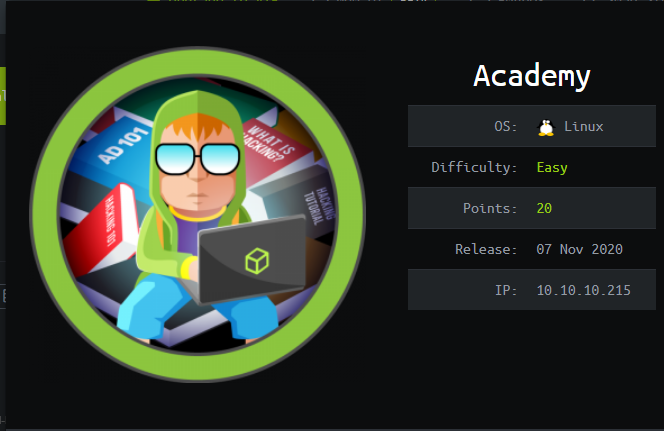 Academy
OS: Linux
Difficulty: Easy
Points: 20
Release: 07 Nov 2020
IP: 10.10.10.215
AD 101
WHAT IS
HACKING?
HACKING
TUTORIAL
HACKING 101